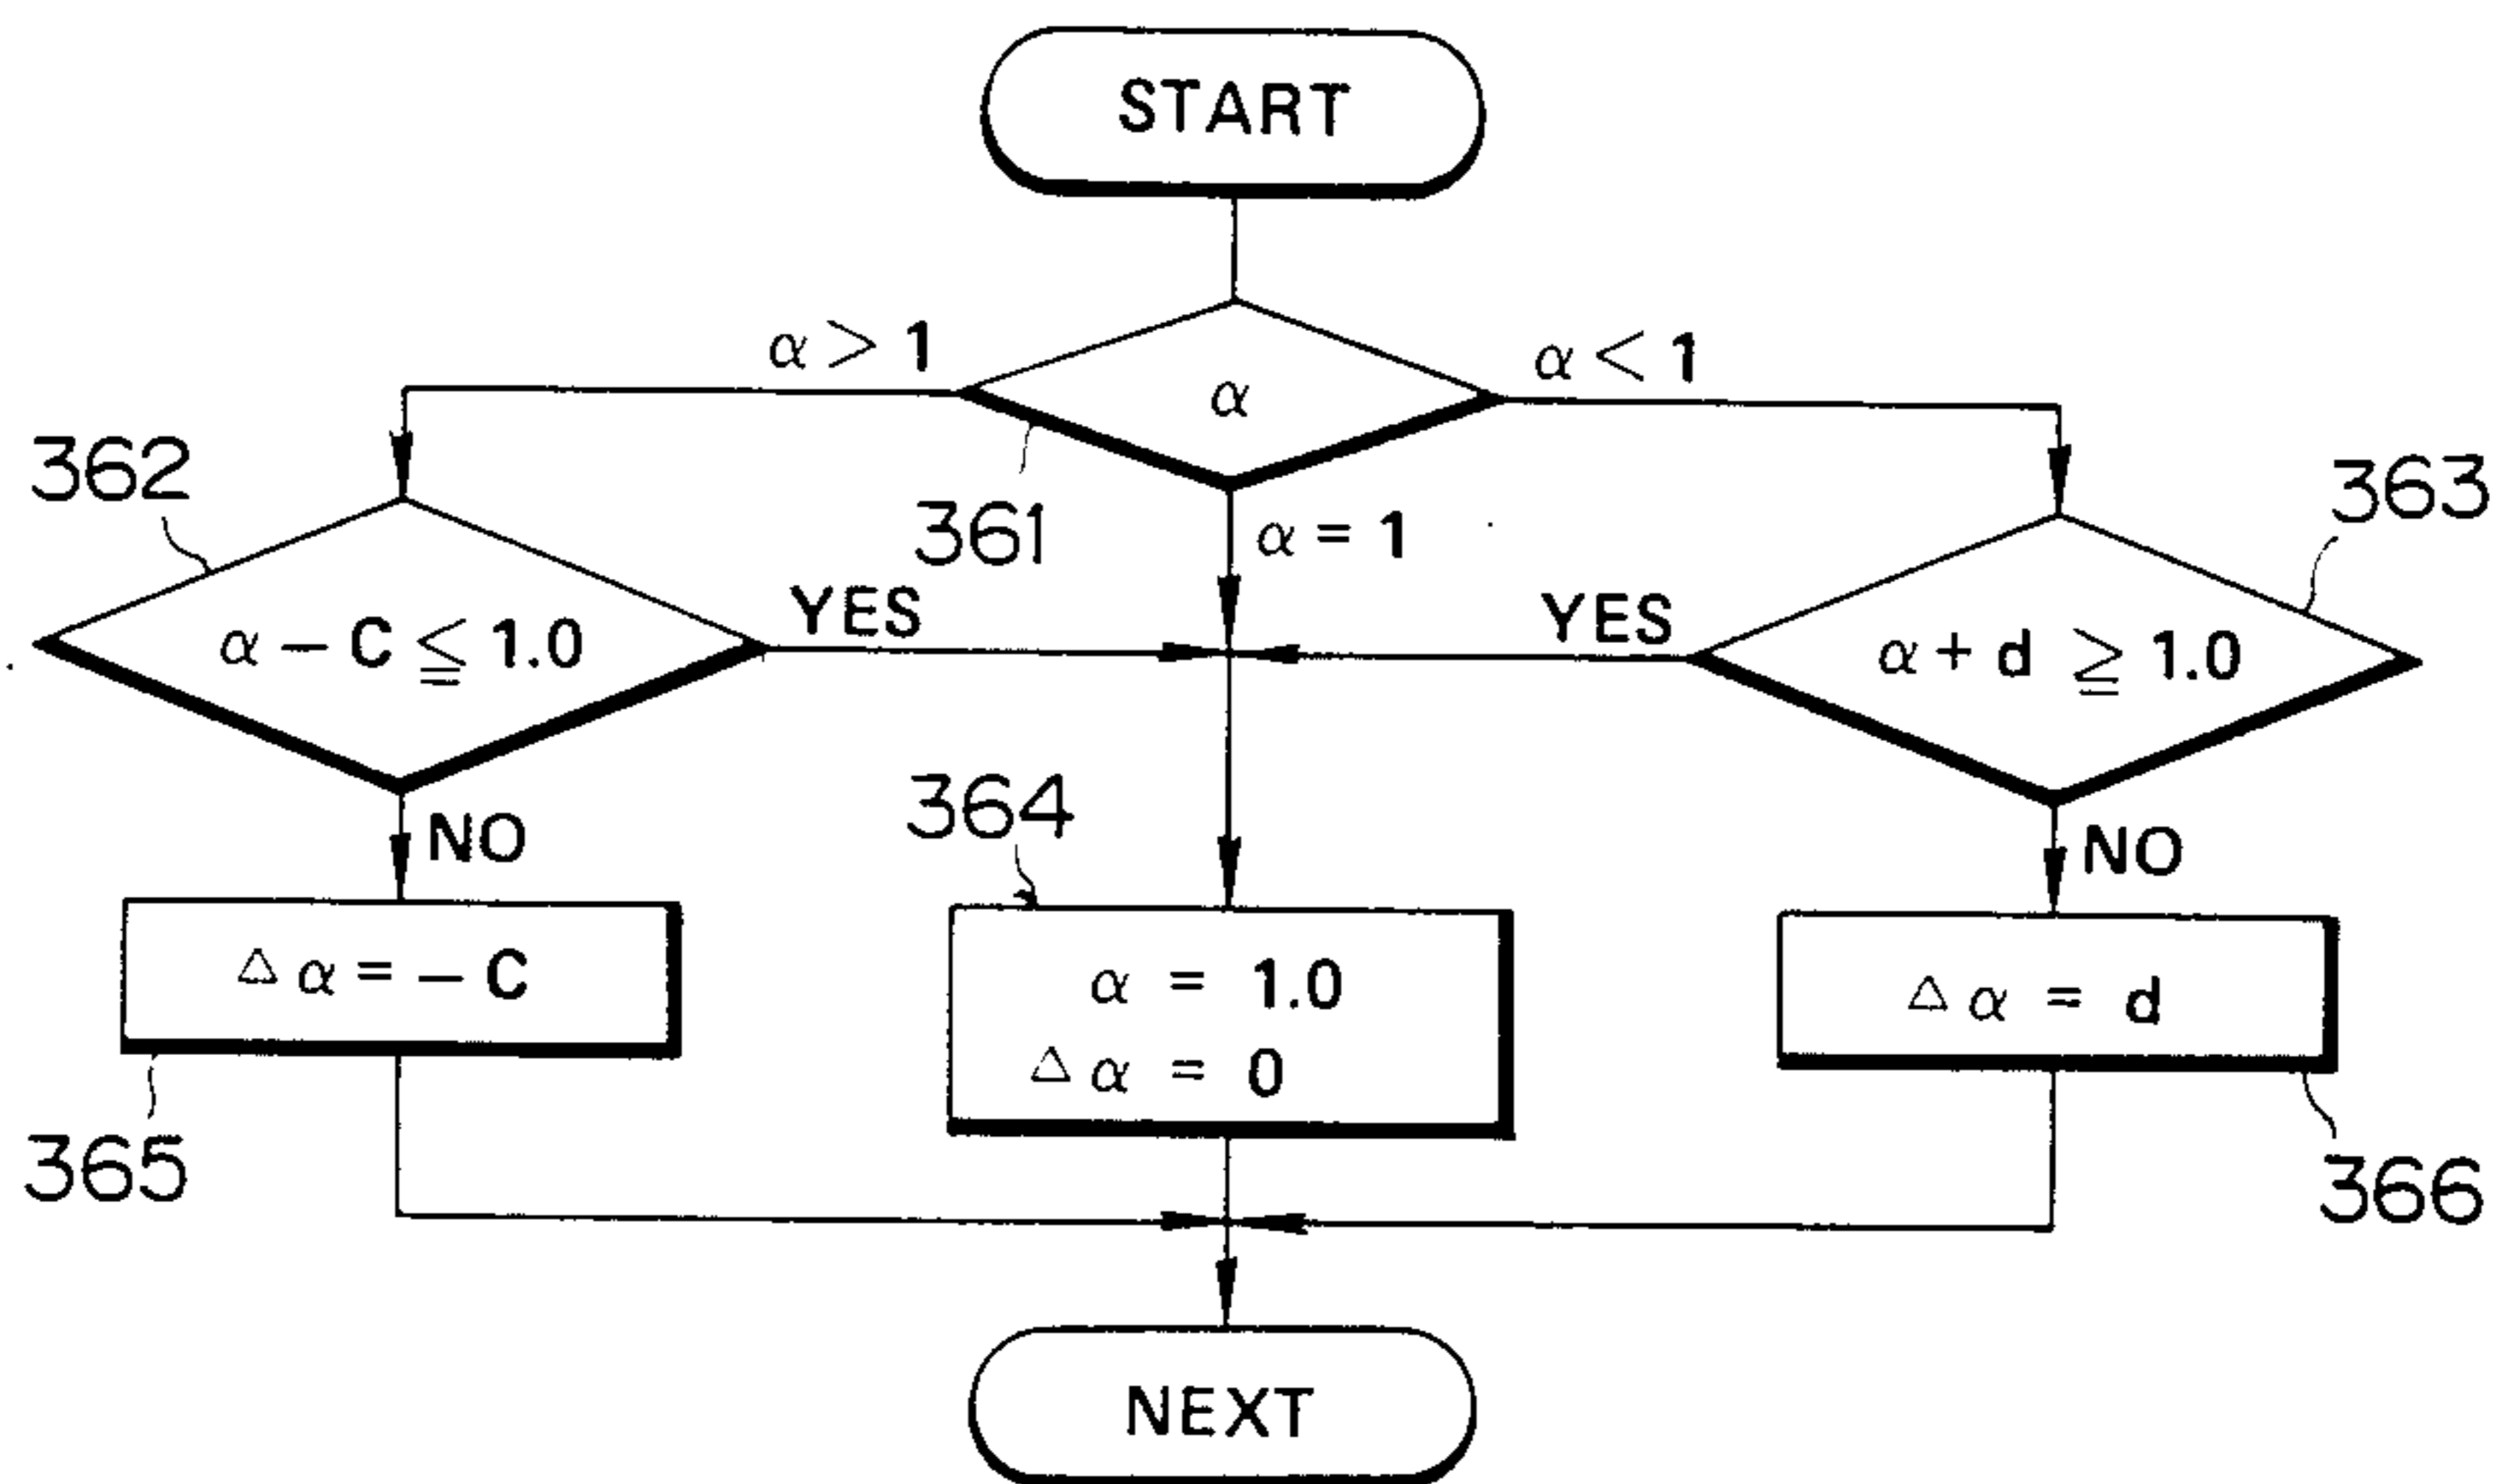 START
α > 1
α < 1
α
362
361
363
α = 1
YES
YES
α − C ≦ 1.0
α + d ≧ 1.0
364
NO
NO
△α = − C
α = 1.0
△α = 0
△α = d
365
366
NEXT